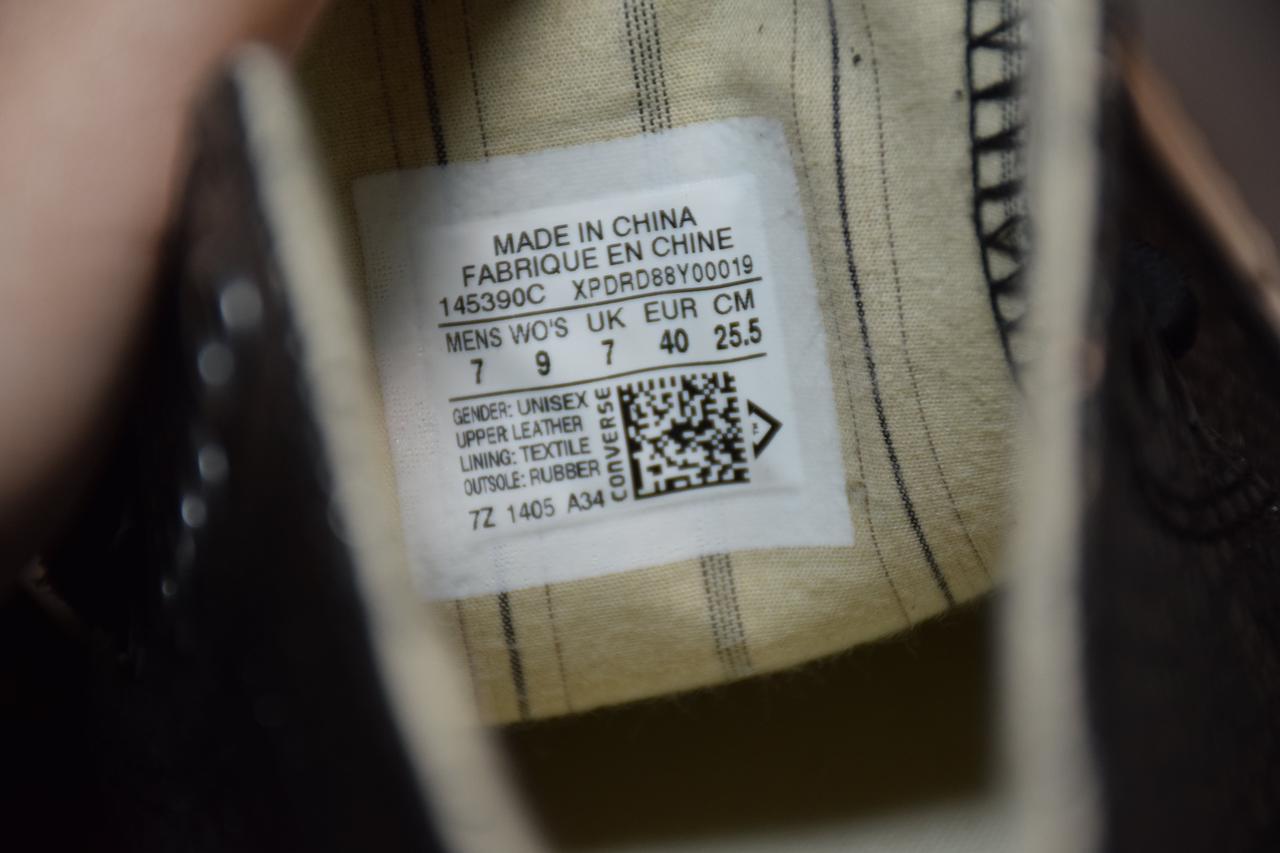 MADE IN CHINA
FABRIQUE EN CHINE
145390C XPDRD88Y00019
MENS WO'S UK EUR CM
7 9 7 40 25.5
GENDER: UNISEX
UPPER LEATHER
LINING: TEXTILE
OUTSOLE: RUBBER
CONVERSE
7Z 1405 A34